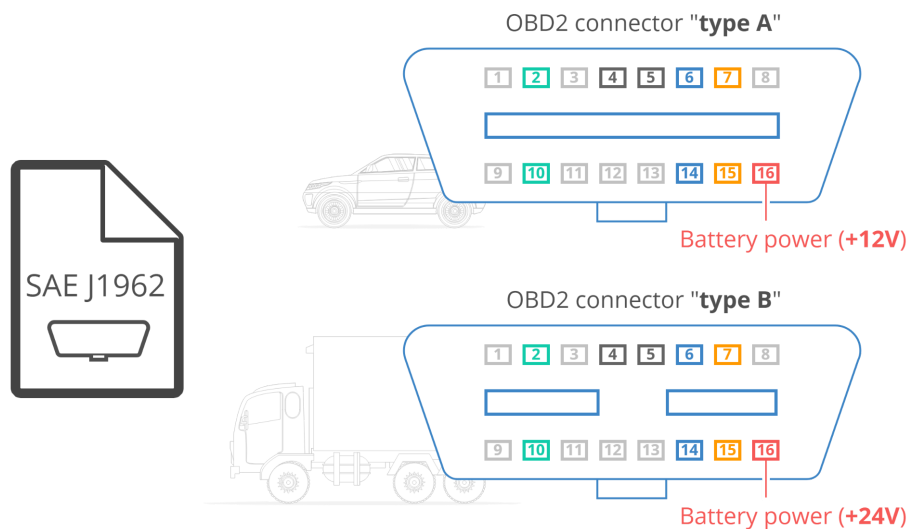 OBD2 connector "type A"
1 2 3 4 5 6 7 8
9 10 11 12 13 14 15 16
Battery power (+12V)
SAE J1962
OBD2 connector "type B"
1 2 3 4 5 6 7 8
9 10 11 12 13 14 15 16
Battery power (+24V)